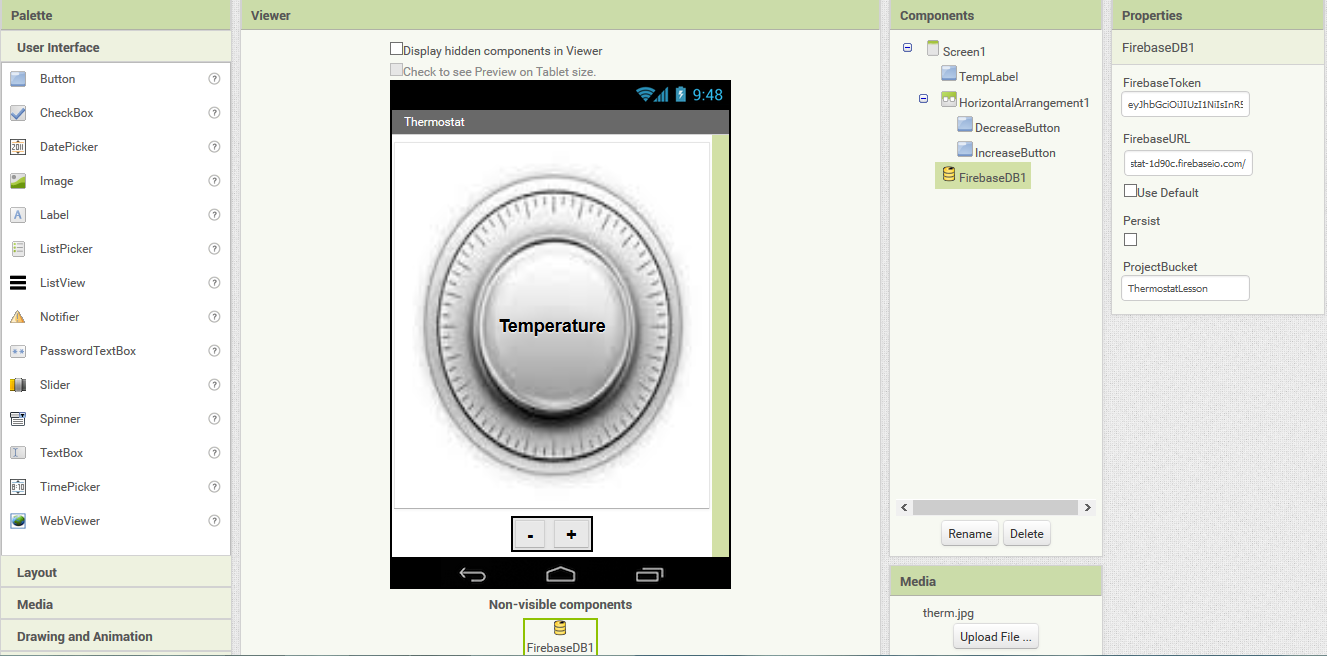 Palette
User Interface
Button
CheckBox
DatePicker
Image
Label
ListPicker
ListView
Notifier
PasswordTextBox
Slider
Spinner
TextBox
TimePicker
WebViewer
Layout
Media
Drawing and Animation
Viewer
Display hidden components in Viewer
Check to see Preview on Tablet size.
9:48
Thermostat
Temperature
- +
Non-visible components
FirebaseDB1
Components
Screen1
TempLabel
HorizontalArrangement1
DecreaseButton
IncreaseButton
FirebaseDB1
Rename Delete
Media
therm.jpg
Upload File ...
Properties
FirebaseDB1
FirebaseToken
FirebaseURL
stat-1d90c.firebaseio.com/
Use Default
Persist
ProjectBucket
ThermostatLesson